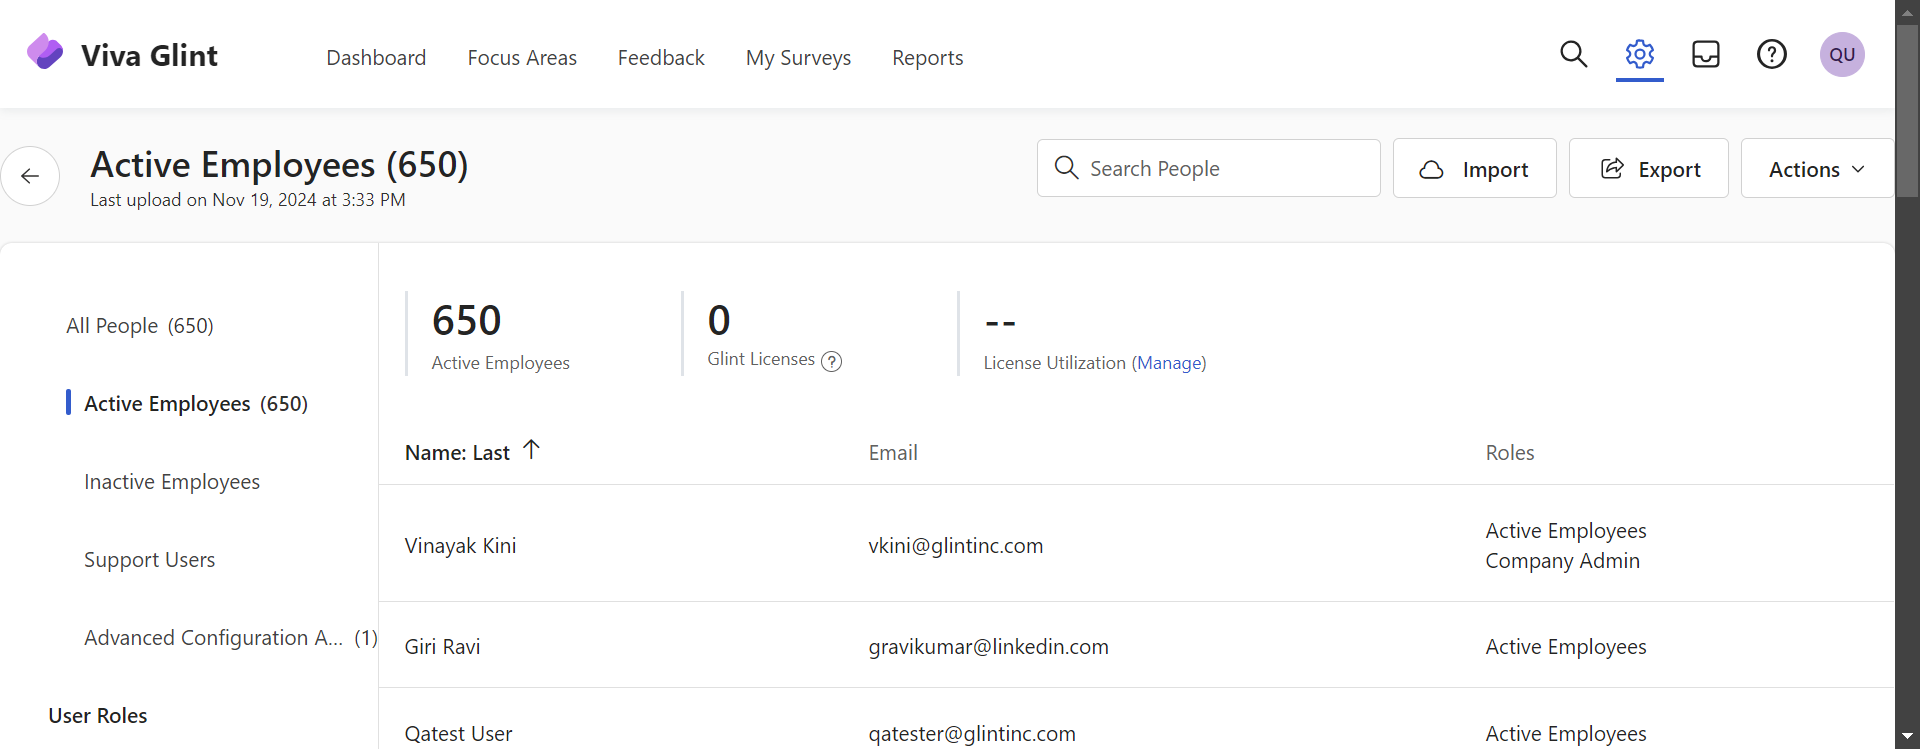 Viva Glint
Dashboard
Focus Areas
Feedback
My Surveys
Reports
QU
Active Employees (650)
Last upload on Nov 19, 2024 at 3:33 PM
Search People
Import
Export
Actions
All People (650)
Active Employees (650)
Inactive Employees
Support Users
Advanced Configuration A... (1)
User Roles
650
Active Employees
0
Glint Licenses ?
--
License Utilization (Manage)
Name: Last Email Roles
Vinayak Kini vkini@glintinc.com Active Employees
Company Admin
Giri Ravi gravikumar@linkedin.com Active Employees
Qatest User qatester@glintinc.com Active Employees